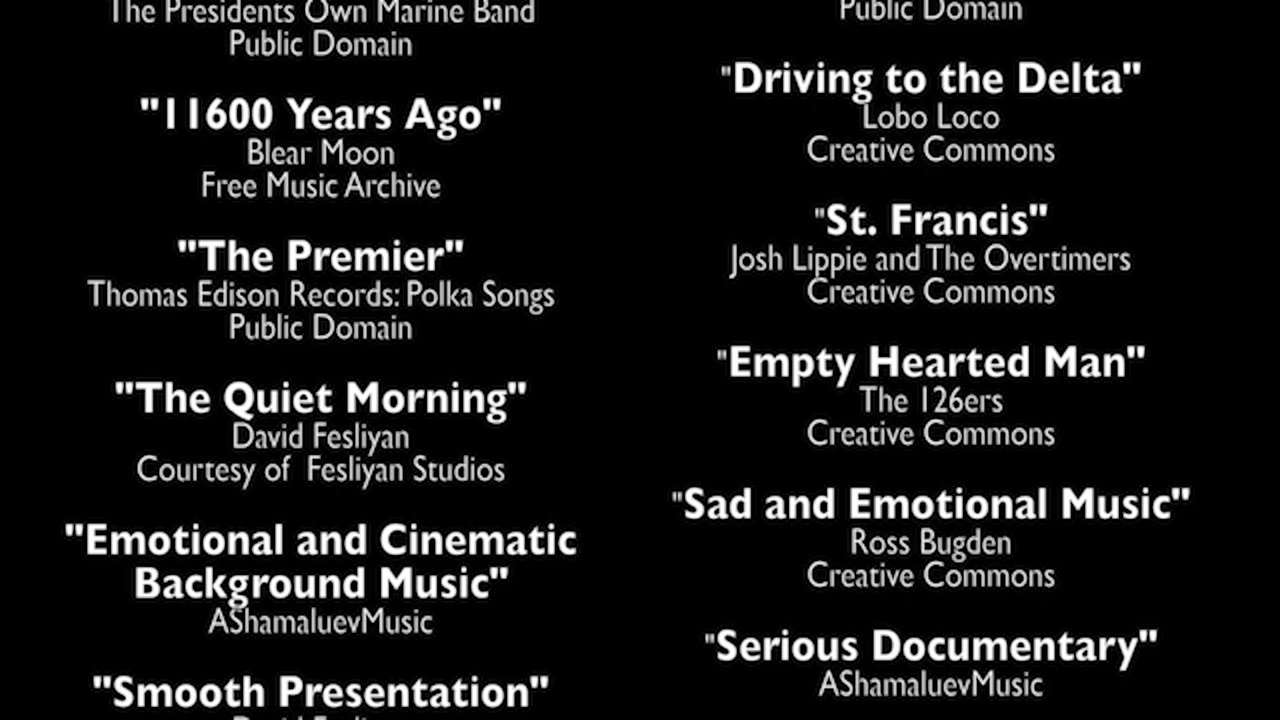 The Presidents Own Marine Band
Public Domain
"11600 Years Ago"
Blear Moon
Free Music Archive
"The Premier"
Thomas Edison Records: Polka Songs
Public Domain
"The Quiet Morning"
David Fesliyan
Courtesy of Fesliyan Studios
"Emotional and Cinematic
Background Music"
AShamaluevMusic
"Smooth Presentation"
Public Domain
"Driving to the Delta"
Lobo Loco
Creative Commons
"St. Francis"
Josh Lippie and The Overtimers
Creative Commons
"Empty Hearted Man"
The 126ers
Creative Commons
"Sad and Emotional Music"
Ross Bugden
Creative Commons
"Serious Documentary"
AShamaluevMusic